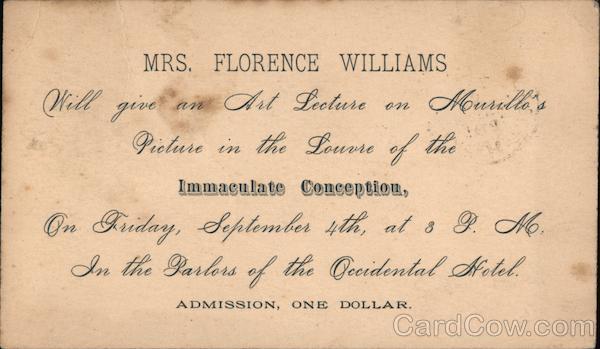 MRS. FLORENCE WILLIAMS
Will give an Art Lecture on Murillo's
Picture in the Louvre of the
Immaculate Conception,
On Friday, September 4th, at 3 P. M.
In the Parlors of the Occidental Hotel.
ADMISSION, ONE DOLLAR.
CardCow.com